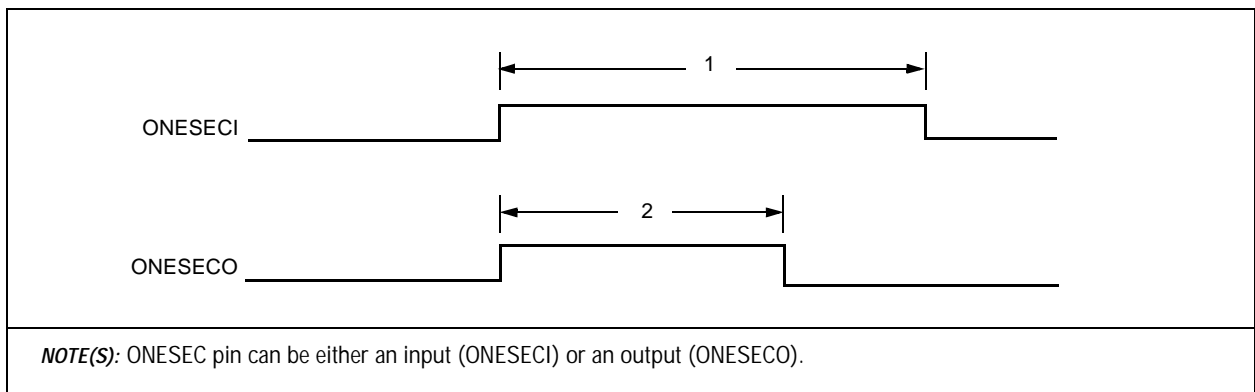 1
ONESECI
2
ONESECO
NOTE(S): ONESEC pin can be either an input (ONESECI) or an output (ONESECO).